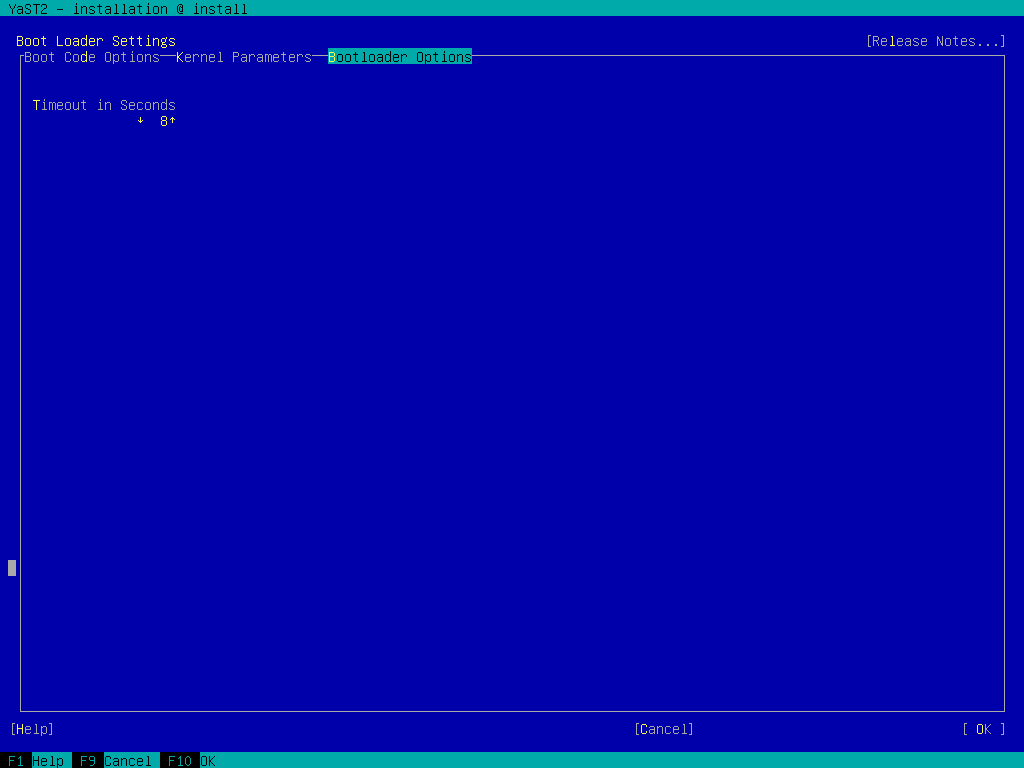 YaST2 - installation @ install
Boot Loader Settings [Release Notes...]
Boot Code Options Kernel Parameters Bootloader Options
Timeout in Seconds
↓ 8↑
[Help] [Cancel] [ OK ]
F1 Help F9 Cancel F10 OK